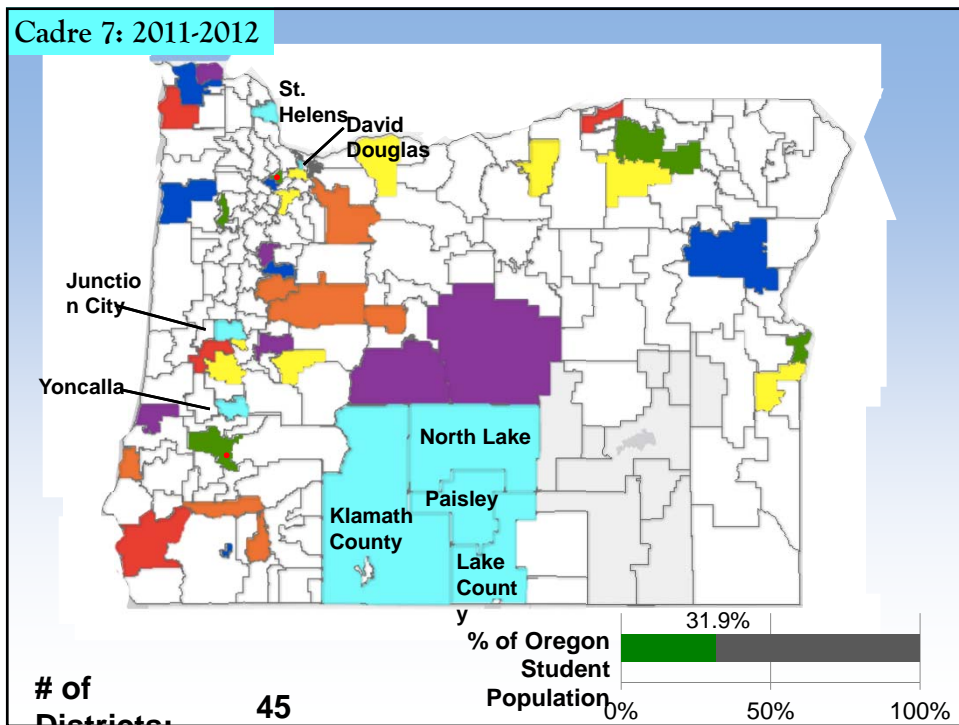 Cadre 7: 2011-2012
St.
Helens
David
Douglas
Junctio
n City
Yoncalla
North Lake
Paisley
Klamath
County
Lake
Count
y
31.9%
% of Oregon
Student
Population
0%
50%
100%
# of
Districts:
45